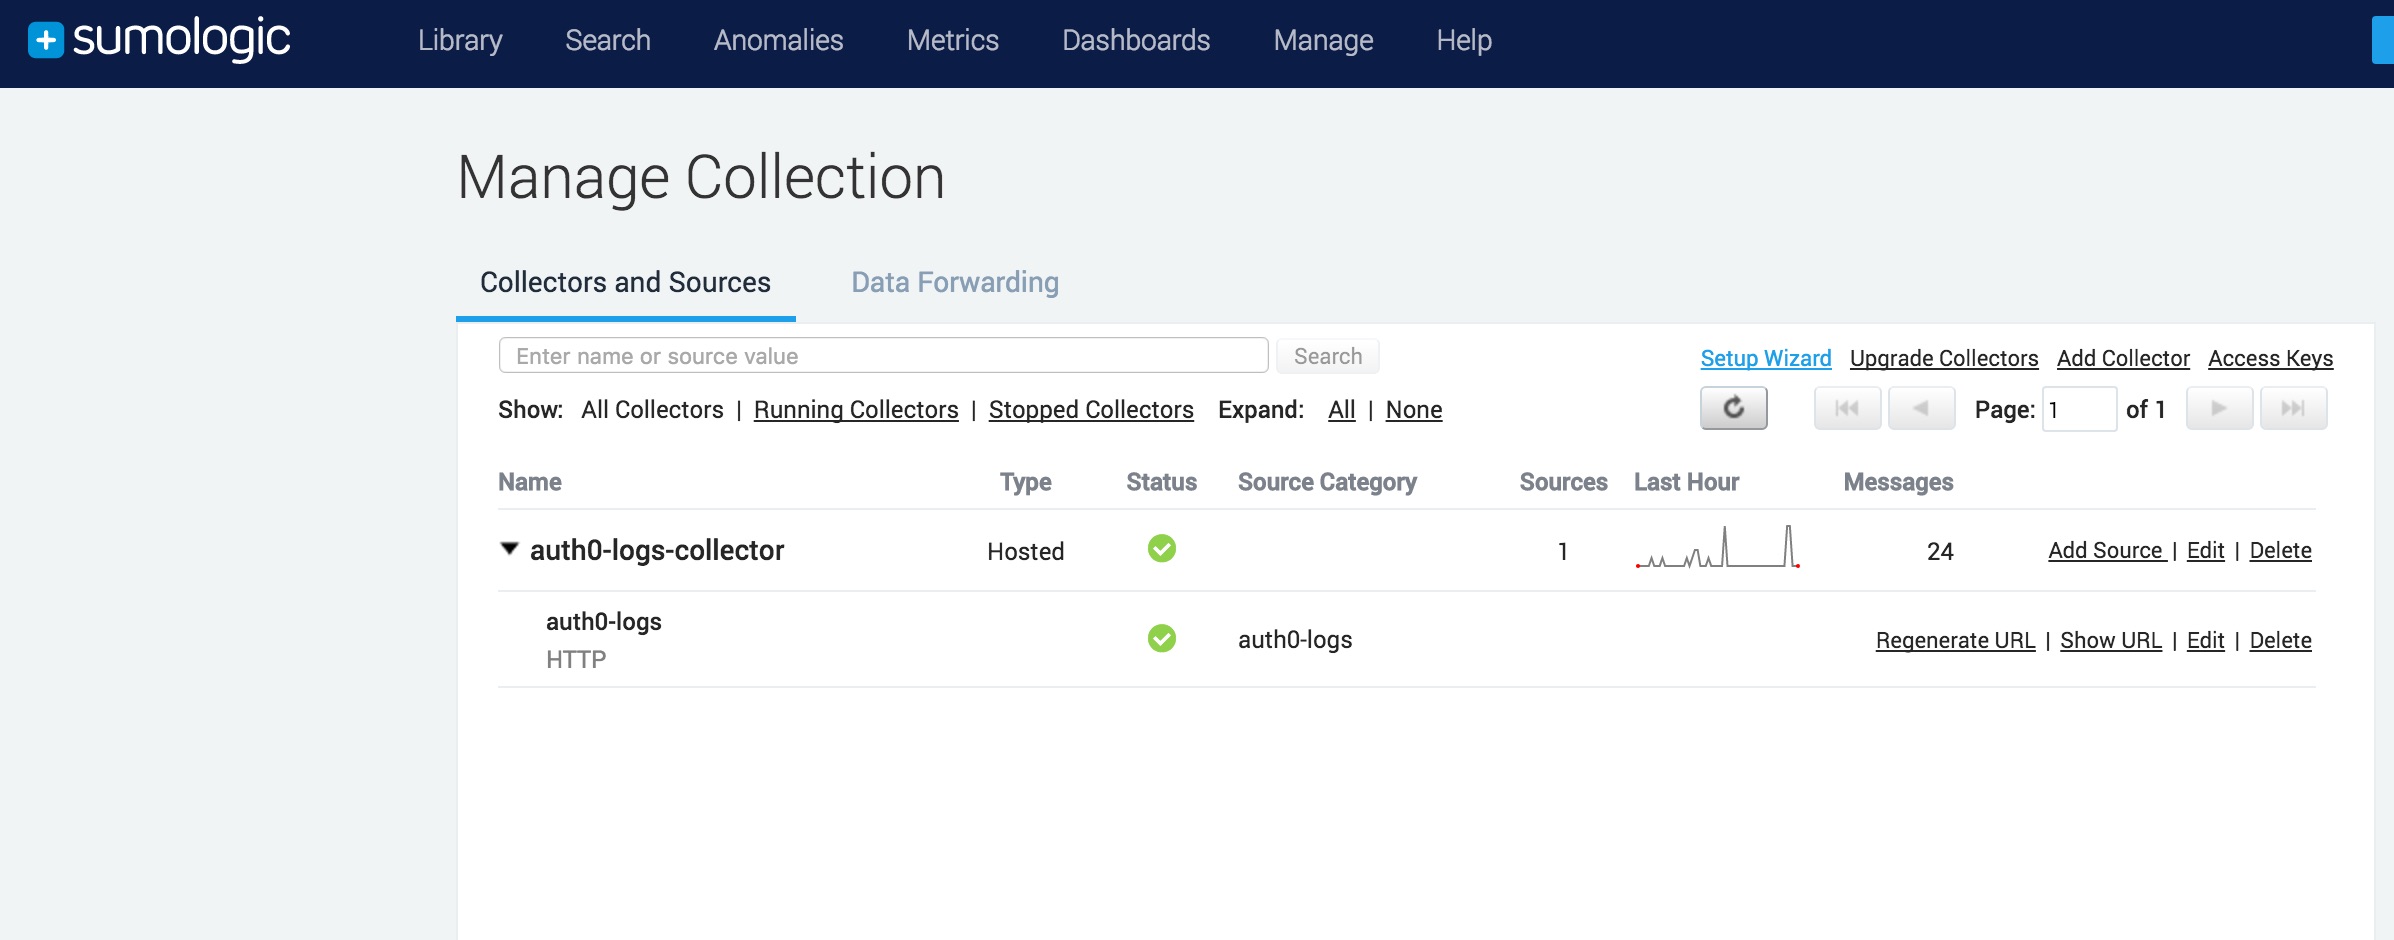 sumologic Library Search Anomalies Metrics Dashboards Manage Help
Manage Collection
Collectors and Sources Data Forwarding
Enter name or source value Search Setup Wizard Upgrade Collectors Add Collector Access Keys
Show: All Collectors | Running Collectors | Stopped Collectors Expand: All | None Page: 1 of 1
Name Type Status Source Category Sources Last Hour Messages
auth0-logs-collector Hosted 1 24 Add Source | Edit | Delete
auth0-logs
HTTP
auth0-logs Regenerate URL | Show URL | Edit | Delete